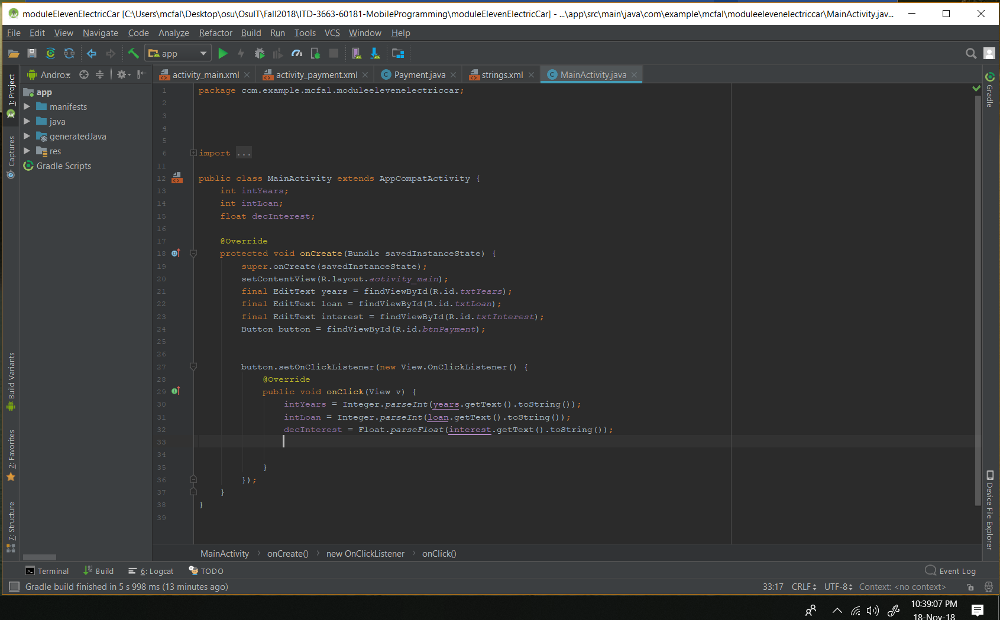 moduleElevenElectricCar [C:\Users\mcfal\Desktop\osu\OsuIT\Fall2018\ITD-3663-60181-MobileProgramming\moduleElevenElectricCar] - ...\app\src\main\java\com\example\mcfal\moduleelevenelectriccar\MainActivity.jav...
File Edit View Navigate Code Analyze Refactor Build Run Tools VCS Window Help
app
Andro... activity_main.xml activity_payment.xml Payment.java strings.xml MainActivity.java
1: Project
Captures
Build Variants
2: Favorites
7: Structure
app
manifests
java
generatedJava
res
Gradle Scripts
1 package com.example.mcfal.moduleelevenelectriccar;
2
3
4
5
6 import ...
11
12 public class MainActivity extends AppCompatActivity {
13 int intYears;
14 int intLoan;
15 float decInterest;
16
17 @Override
18 protected void onCreate(Bundle savedInstanceState) {
19 super.onCreate(savedInstanceState);
20 setContentView(R.layout.activity_main);
21 final EditText years = findViewById(R.id.txtYears);
22 final EditText loan = findViewById(R.id.txtLoan);
23 final EditText interest = findViewById(R.id.txtInterest);
24 Button button = findViewById(R.id.btnPayment);
25
26
27 button.setOnClickListener(new View.OnClickListener() {
28 @Override
29 public void onClick(View v) {
30 intYears = Integer.parseInt(years.getText().toString());
31 intLoan = Integer.parseInt(loan.getText().toString());
32 decInterest = Float.parseFloat(interest.getText().toString());
33
34
35 }
36 });
37 }
38 }
39
Gradle
Device File Explorer
MainActivity onCreate() new OnClickListener onClick()
Terminal Build 6: Logcat TODO Event Log
Gradle build finished in 5 s 998 ms (13 minutes ago) 33:17 CRLF UTF-8 Context: <no context>
10:39:07 PM
18-Nov-18